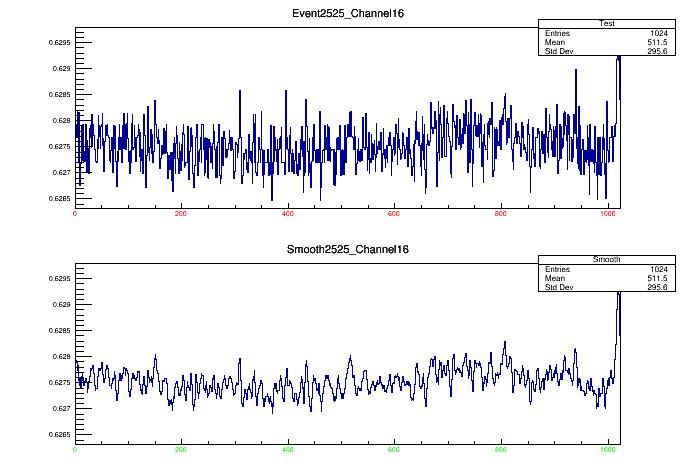 Event2525_Channel16
Test
Entries 1024
Mean 511.5
Std Dev 295.6
0.6295
0.629
0.6285
0.628
0.6275
0.627
0.6265
0 200 400 600 800 1000
Smooth2525_Channel16
Smooth
Entries 1024
Mean 511.5
Std Dev 295.6
0.6295
0.629
0.6285
0.628
0.6275
0.627
0.6265
0 200 400 600 800 1000